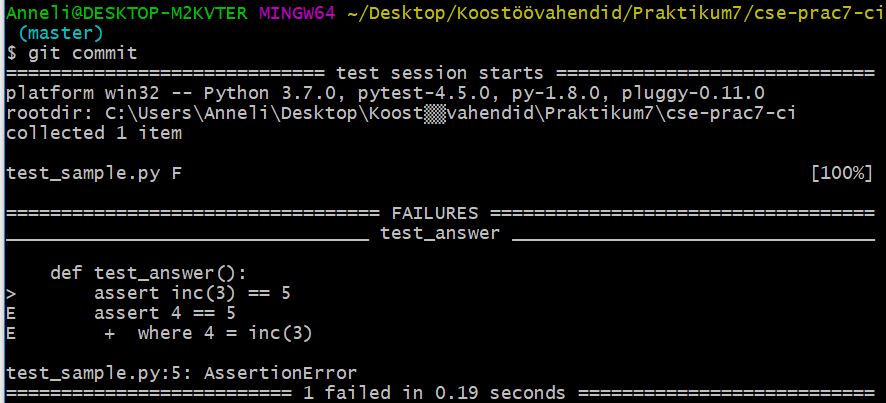 Anneli@DESKTOP-M2KVTER MINGW64 ~/Desktop/Koostöövahendid/Praktikum7/cse-prac7-ci
(master)
$ git commit
============================= test session starts =============================
platform win32 -- Python 3.7.0, pytest-4.5.0, py-1.8.0, pluggy-0.11.0
rootdir: C:\Users\Anneli\Desktop\Koost▒▒vahendid\Praktikum7\cse-prac7-ci
collected 1 item
test_sample.py F [100%]
================================== FAILURES ===================================
_________________________________ test_answer _________________________________
def test_answer():
> assert inc(3) == 5
E assert 4 == 5
E + where 4 = inc(3)
test_sample.py:5: AssertionError
========================== 1 failed in 0.19 seconds ===========================